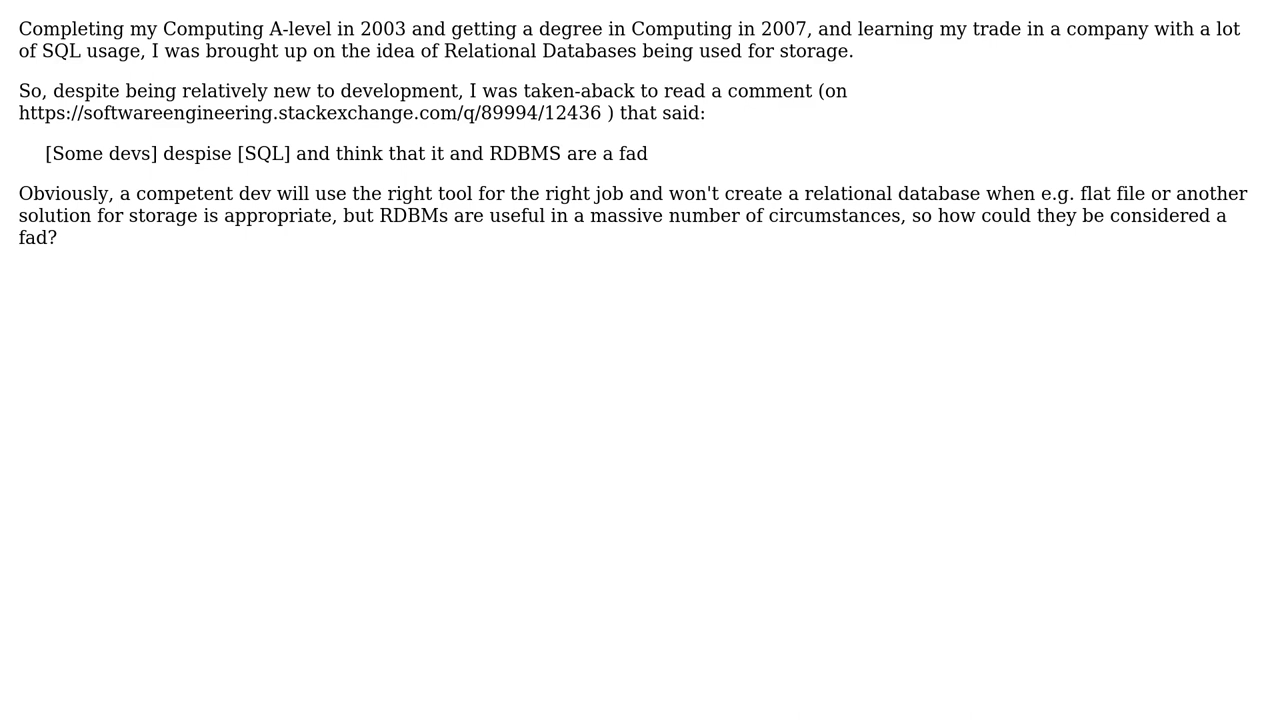 Completing my Computing A-level in 2003 and getting a degree in Computing in 2007, and learning my trade in a company with a lot
of SQL usage, I was brought up on the idea of Relational Databases being used for storage.
So, despite being relatively new to development, I was taken-aback to read a comment (on
https://softwareengineering.stackexchange.com/q/89994/12436 ) that said:
[Some devs] despise [SQL] and think that it and RDBMS are a fad
Obviously, a competent dev will use the right tool for the right job and won't create a relational database when e.g. flat file or another
solution for storage is appropriate, but RDBMs are useful in a massive number of circumstances, so how could they be considered a
fad?